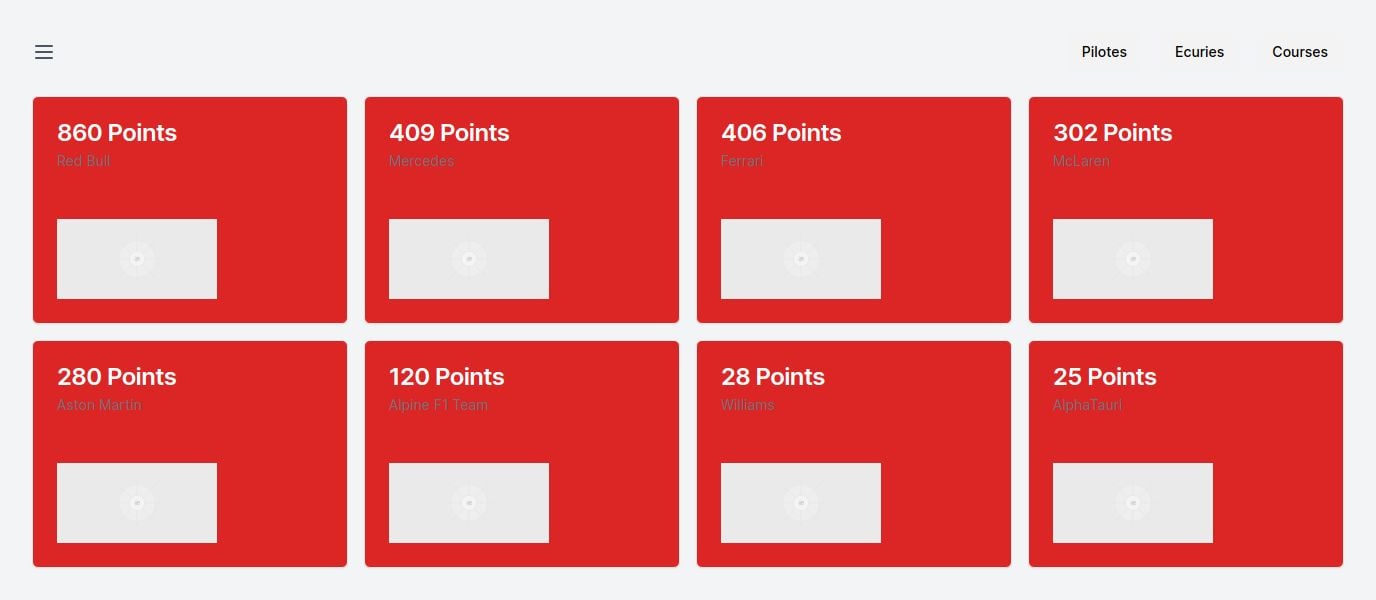 Pilotes Ecuries Courses
860 Points
Red Bull
409 Points
Mercedes
406 Points
Ferrari
302 Points
McLaren
280 Points
Aston Martin
120 Points
Alpine F1 Team
28 Points
Williams
25 Points
AlphaTauri